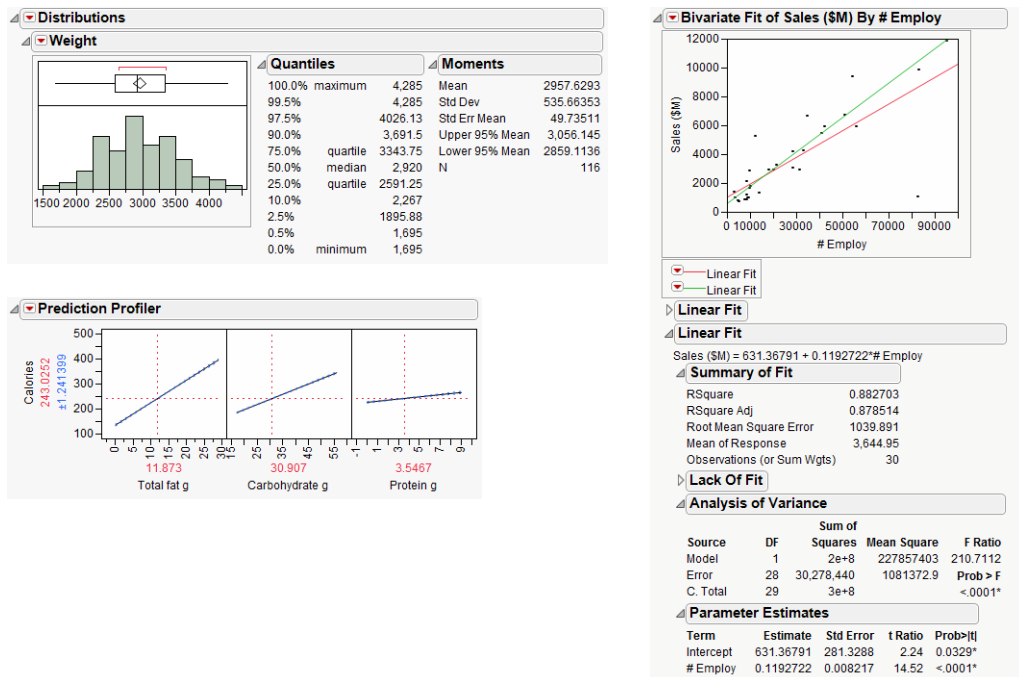 Distributions
Weight
1500 2000 2500 3000 3500 4000
Quantiles
100.0% maximum 4,285
99.5% 4,285
97.5% 4026.13
90.0% 3,691.5
75.0% quartile 3343.75
50.0% median 2,920
25.0% quartile 2591.25
10.0% 2,267
2.5% 1895.88
0.5% 1,695
0.0% minimum 1,695
Moments
Mean 2957.6293
Std Dev 535.66353
Std Err Mean 49.73511
Upper 95% Mean 3,056.145
Lower 95% Mean 2859.1136
N 116
Prediction Profiler
Calories
243.0252
±1.241399
500
400
300
200
100
0 5 10 15 20 25 30
15 25 35 45 55
-1 1 3 5 7 9
11.873 30.907 3.5467
Total fat g Carbohydrate g Protein g
Bivariate Fit of Sales ($M) By # Employ
Sales ($M)
12000
10000
8000
6000
4000
2000
0
0 10000 30000 50000 70000 90000
# Employ
Linear Fit
Linear Fit
Linear Fit
Linear Fit
Sales ($M) = 631.36791 + 0.1192722*# Employ
Summary of Fit
RSquare 0.882703
RSquare Adj 0.878514
Root Mean Square Error 1039.891
Mean of Response 3,644.95
Observations (or Sum Wgts) 30
Lack Of Fit
Analysis of Variance
Sum of
Source DF Squares Mean Square F Ratio
Model 1 2e+8 227857403 210.7112
Error 28 30,278,440 1081372.9 Prob > F
C. Total 29 3e+8 <.0001*
Parameter Estimates
Term Estimate Std Error t Ratio Prob>|t|
Intercept 631.36791 281.3288 2.24 0.0329*
# Employ 0.1192722 0.008217 14.52 <.0001*